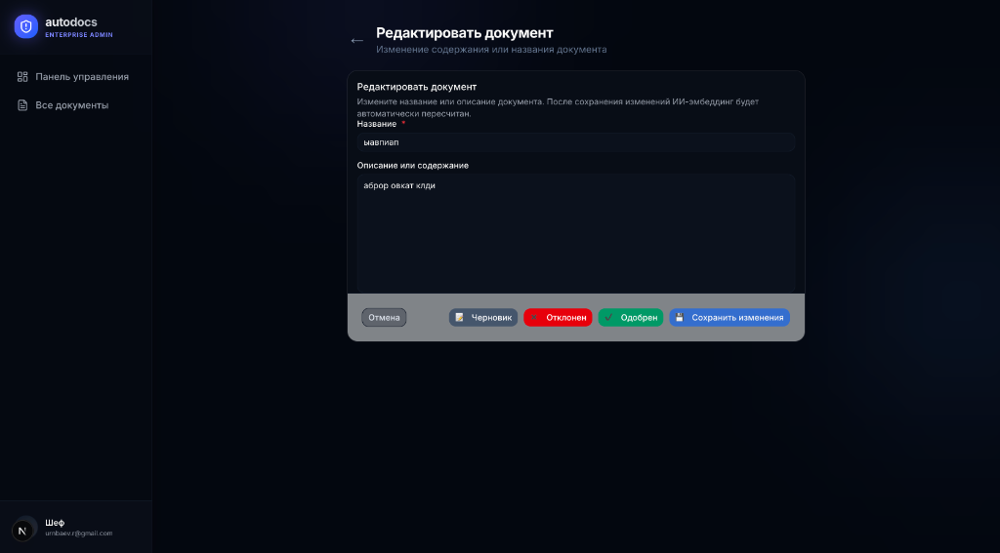 autodocs
ENTERPRISE ADMIN
Панель управления
Все документы
←
Редактировать документ
Изменение содержания или названия документа
Редактировать документ
Измените название или описание документа. После сохранения изменений ИИ-эмбеддинг будет
автоматически пересчитан.
Название *
ыавпиап
Описание или содержание
аброр овкат клди
Отмена
Черновик
Отклонен
Одобрен
Сохранить изменения
N
Шеф
urnbaev.r@gmail.com